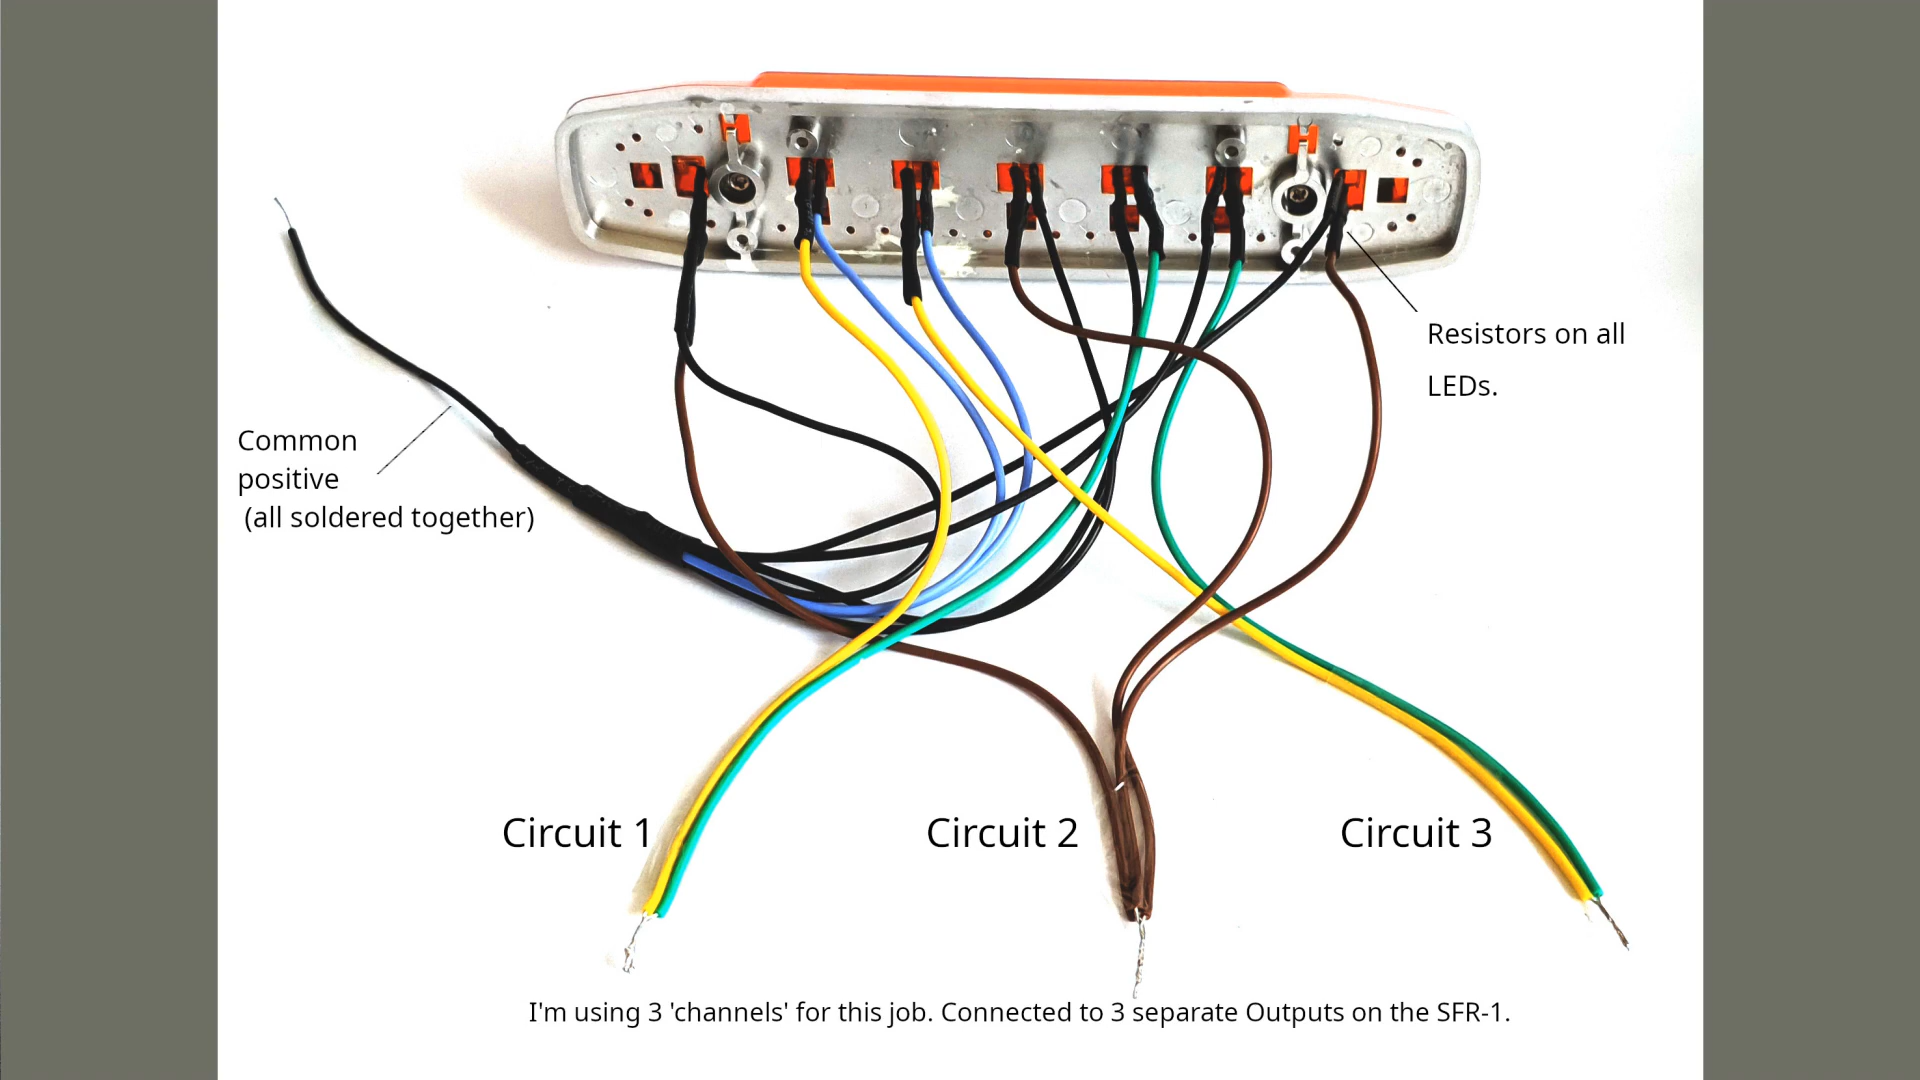 Resistors on all
LEDs.
Common
positive
(all soldered together)
Circuit 1
Circuit 2
Circuit 3
I'm using 3 'channels' for this job. Connected to 3 separate Outputs on the SFR-1.